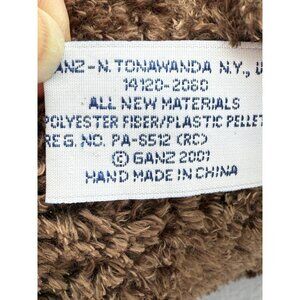 ANZ-N. TONAWANDA N.Y., U
14120-2080
ALL NEW MATERIALS
POLYESTER FIBER/PLASTIC PELLET
REG. NO. PA-6512 (RC)
© GANZ 2001
HAND MADE IN CHINA